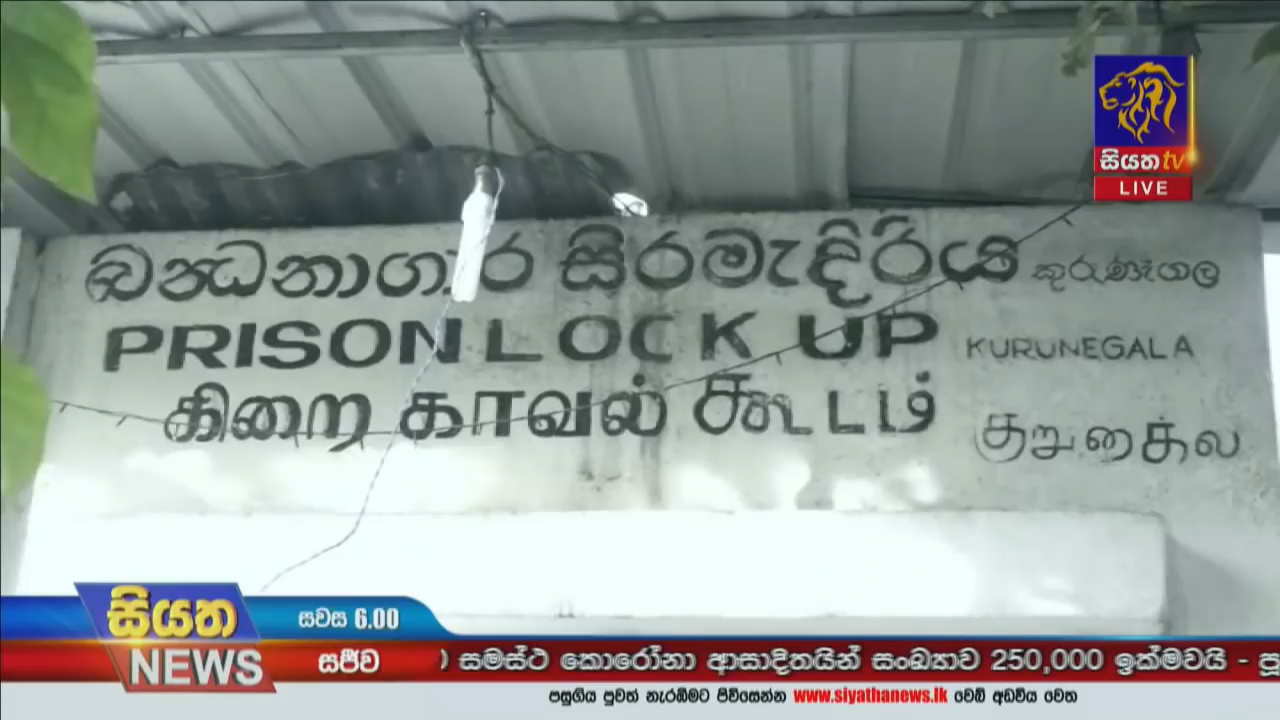 සියත tv
LIVE
බන්ධනාගාර සිරමැදිරිය කුරුණෑගල
PRISON LOCK UP KURUNEGALA
சிறை காவல் கூடம்
සියත
NEWS
සවස 6.00
සජීව
) සමස්ථ කොරෝනා ආසාදිතයින් සංඛ්‍යාව 250,000 ඉක්මවයි - පූ
පසුගිය පුවත් නැරඹීමට පිවිසෙන්න www.siyathanews.lk වෙබ් අඩවිය වෙත